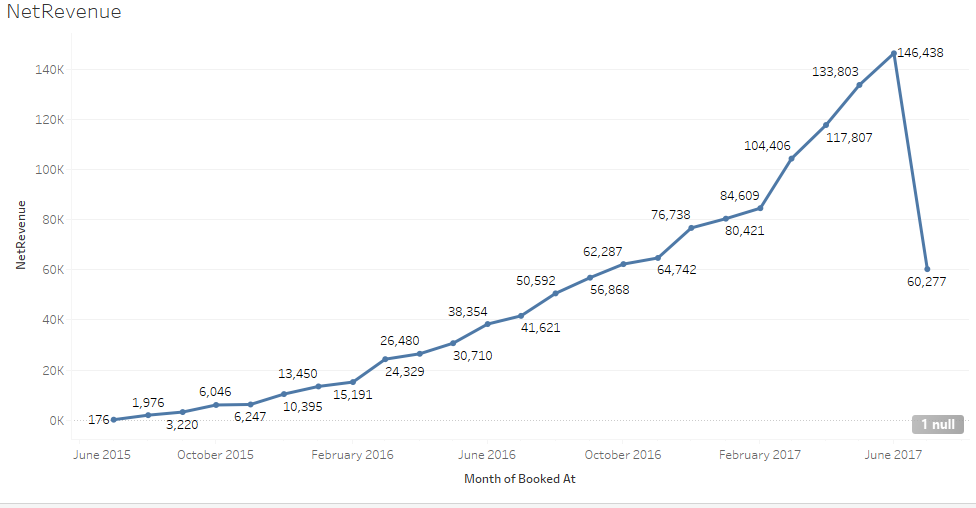 NetRevenue
140K
120K
100K
80K
60K
40K
20K
0K
NetRevenue
176
1,976
3,220
6,046
6,247
10,395
13,450
15,191
24,329
26,480
30,710
38,354
41,621
50,592
56,868
62,287
64,742
76,738
80,421
84,609
104,406
117,807
133,803
146,438
60,277
1 null
June 2015 October 2015 February 2016 June 2016 October 2016 February 2017 June 2017
Month of Booked At